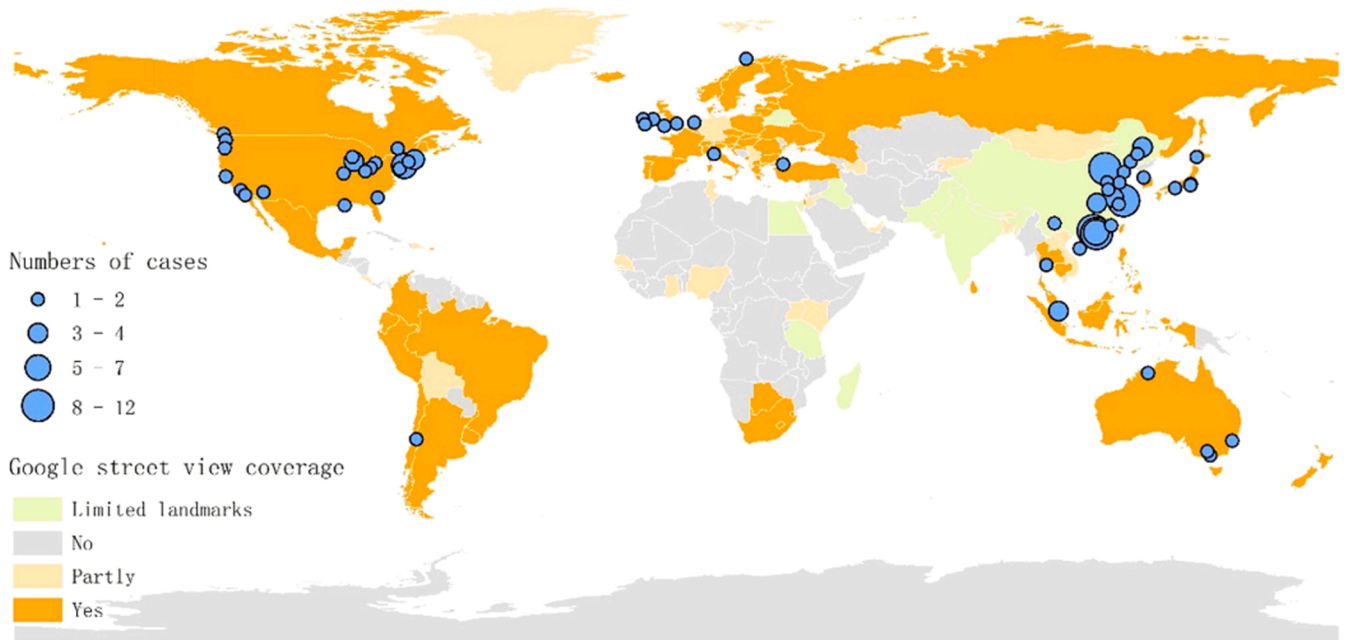 Numbers of cases
1 - 2
3 - 4
5 - 7
8 - 12
Google street view coverage
Limited landmarks
No
Partly
Yes